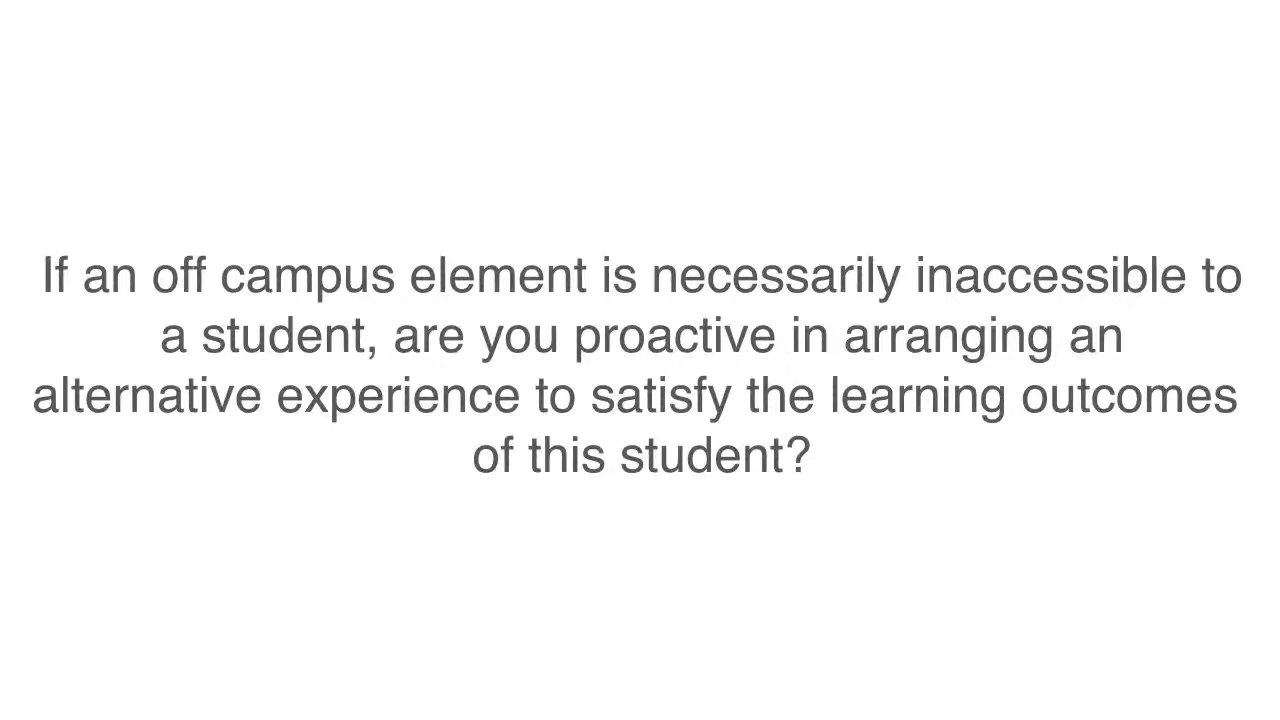 If an off campus element is necessarily inaccessible to
a student, are you proactive in arranging an
alternative experience to satisfy the learning outcomes
of this student?